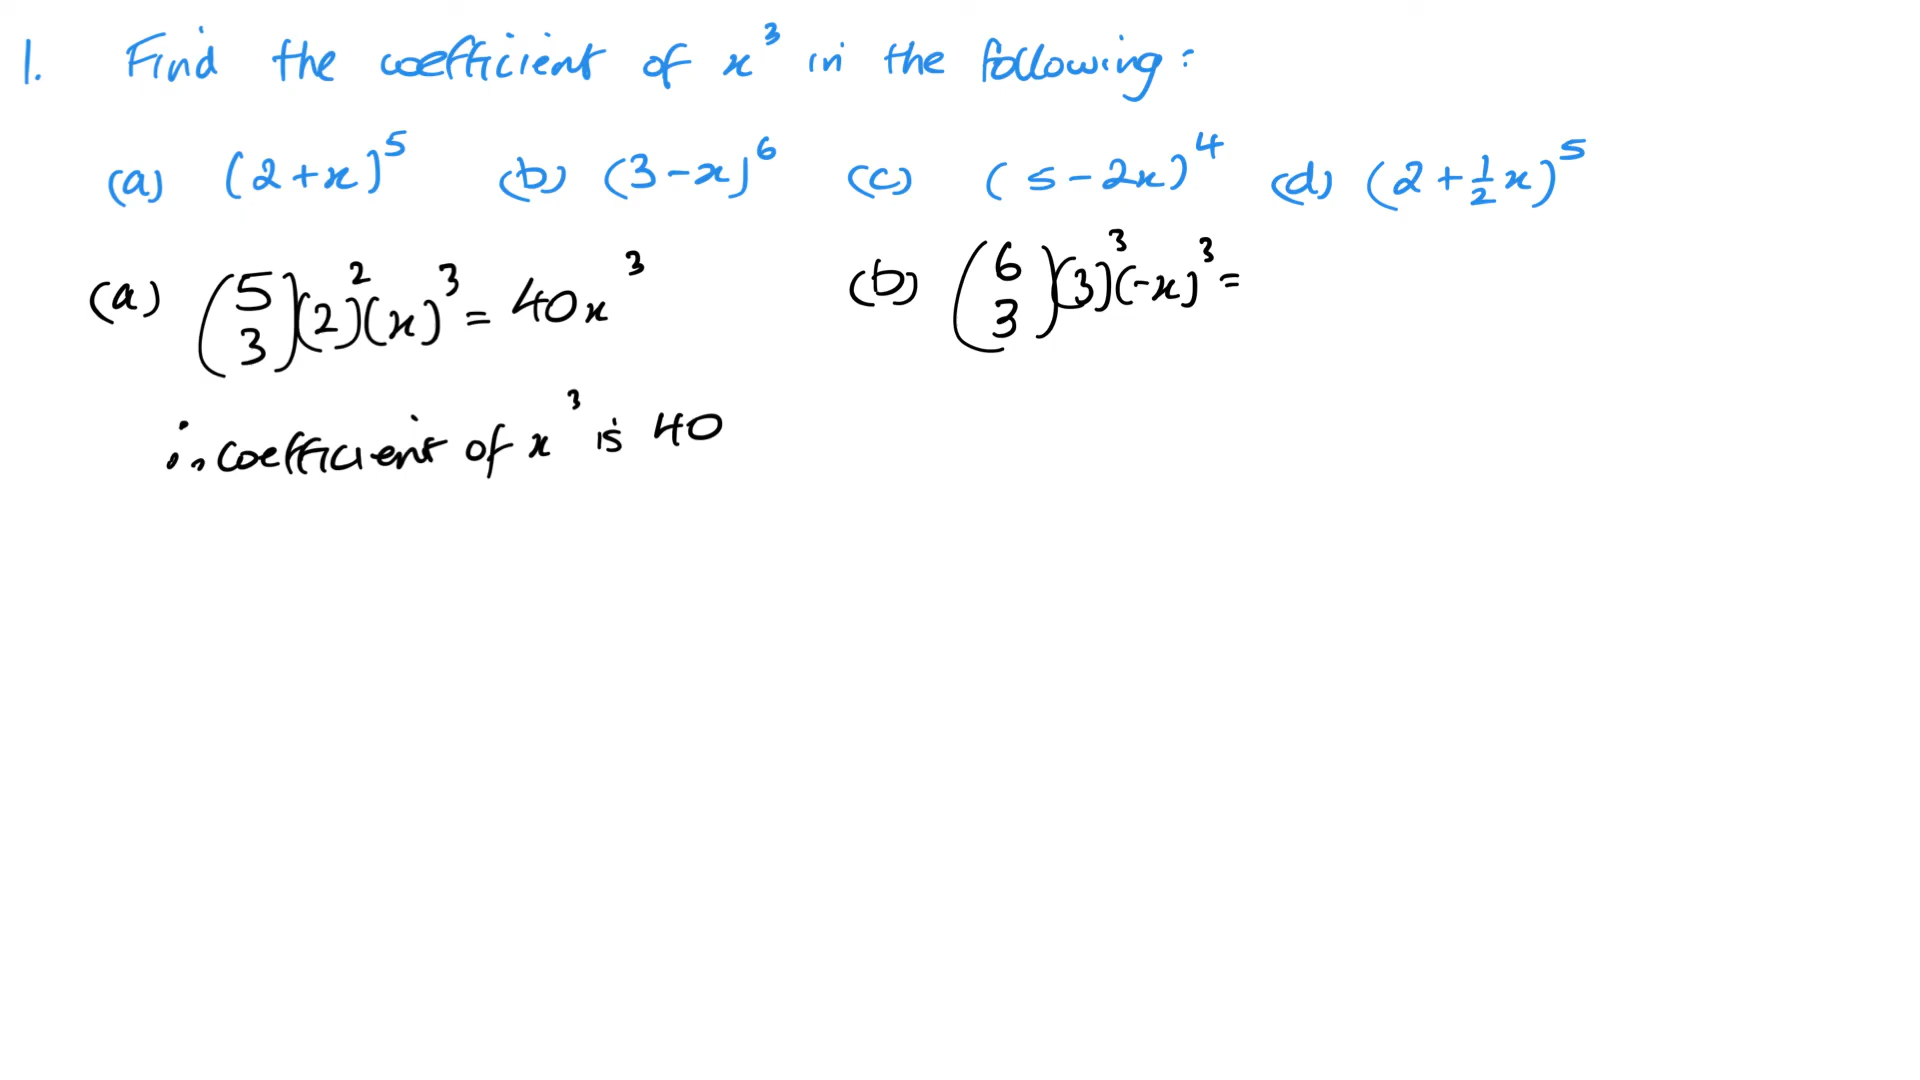 1. Find the coefficient of x³ in the following:
(a) (2+x)⁵ (b) (3-x)⁶ (c) (5-2x)⁴ (d) (2+½x)⁵
(a) (5 3)(2)²(x)³ = 40x³ (b) (6 3)(3)³(-x)³ =
∴ coefficient of x³ is 40